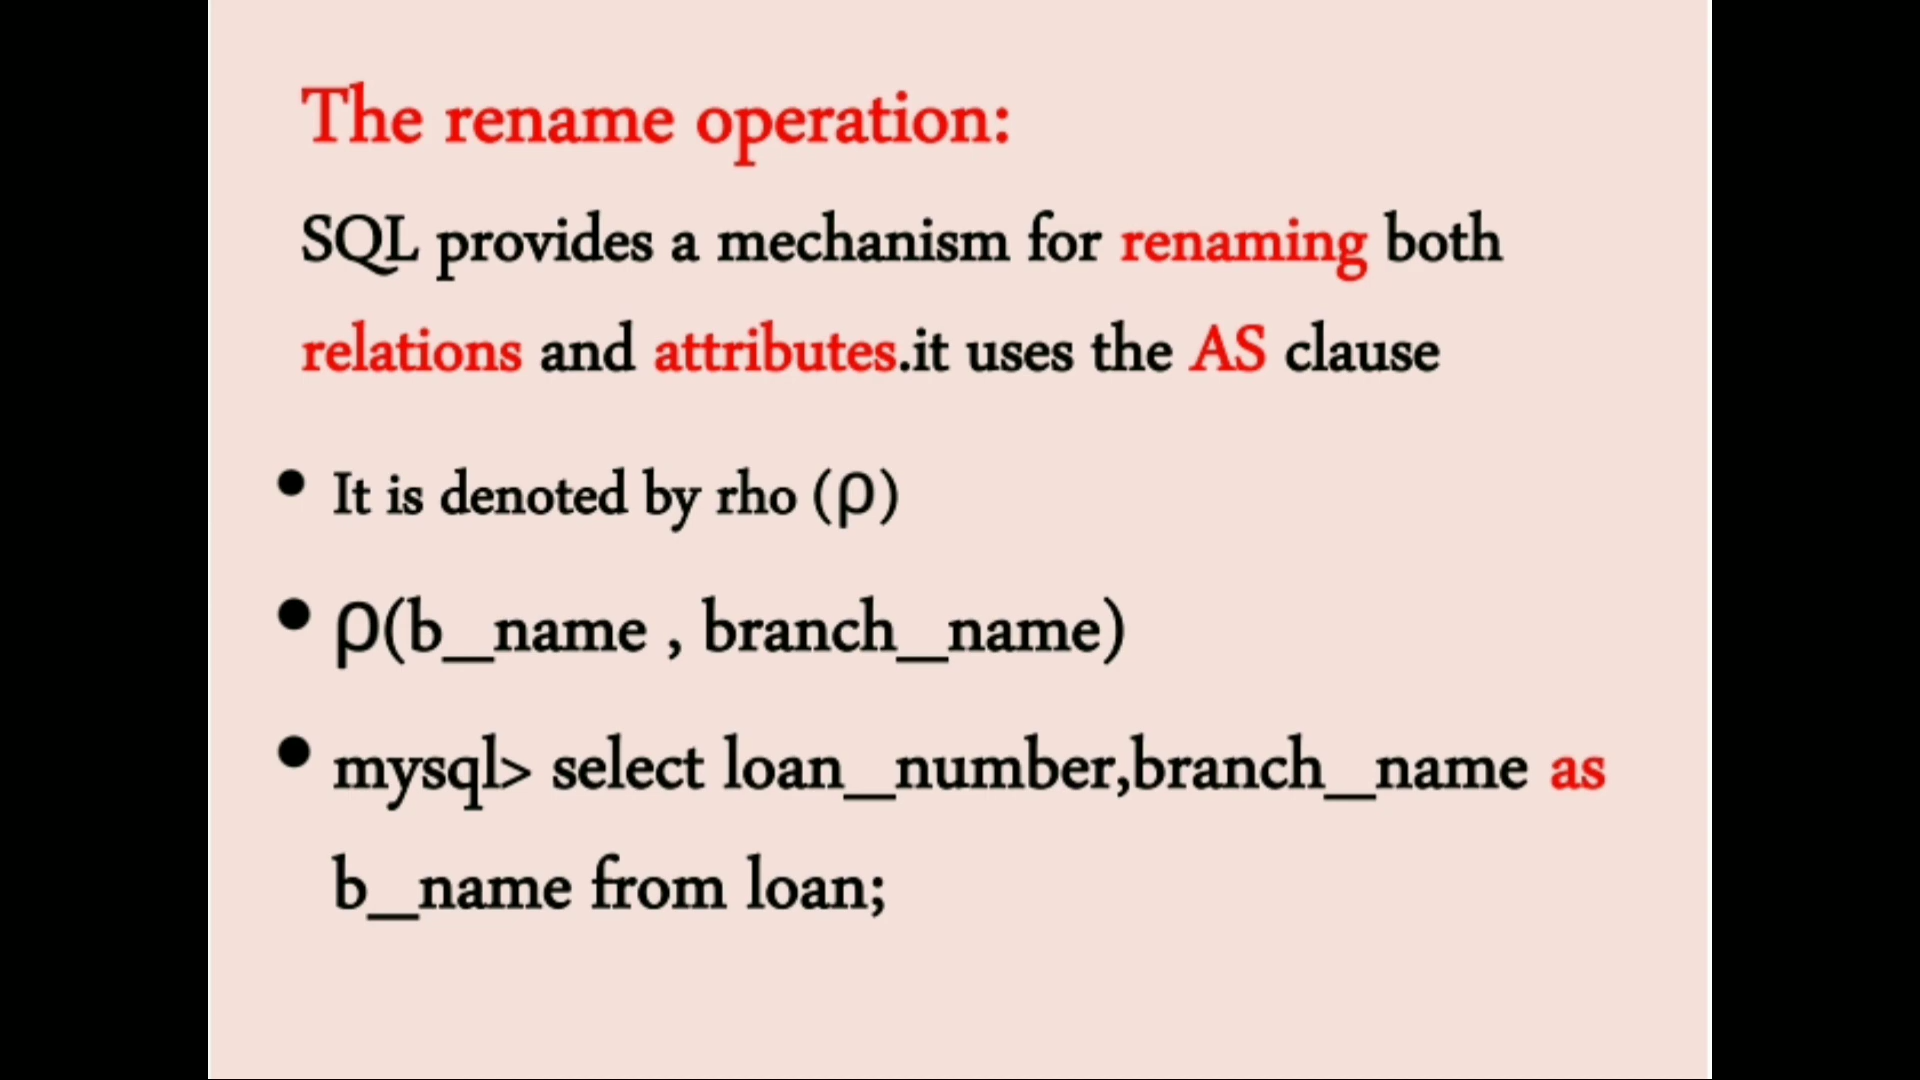 The rename operation:
SQL provides a mechanism for renaming both
relations and attributes.it uses the AS clause
• It is denoted by rho (ρ)
• ρ(b_name , branch_name)
• mysql> select loan_number,branch_name as
b_name from loan;